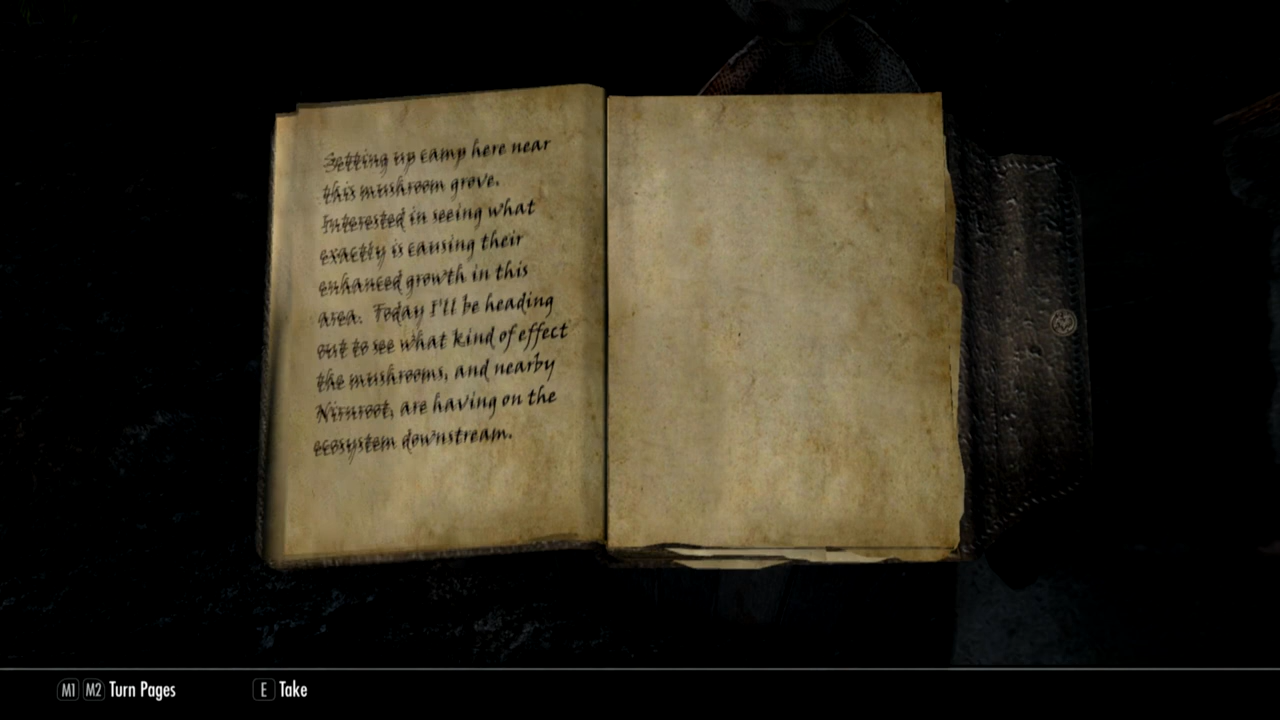 Setting up camp here near
this mushroom grove.
Interested in seeing what
exactly is causing their
enhanced growth in this
area. Today I'll be heading
out to see what kind of effect
the mushrooms, and nearby
Nirnroot, are having on the
ecosystem downstream.
M1 M2 Turn Pages
E Take